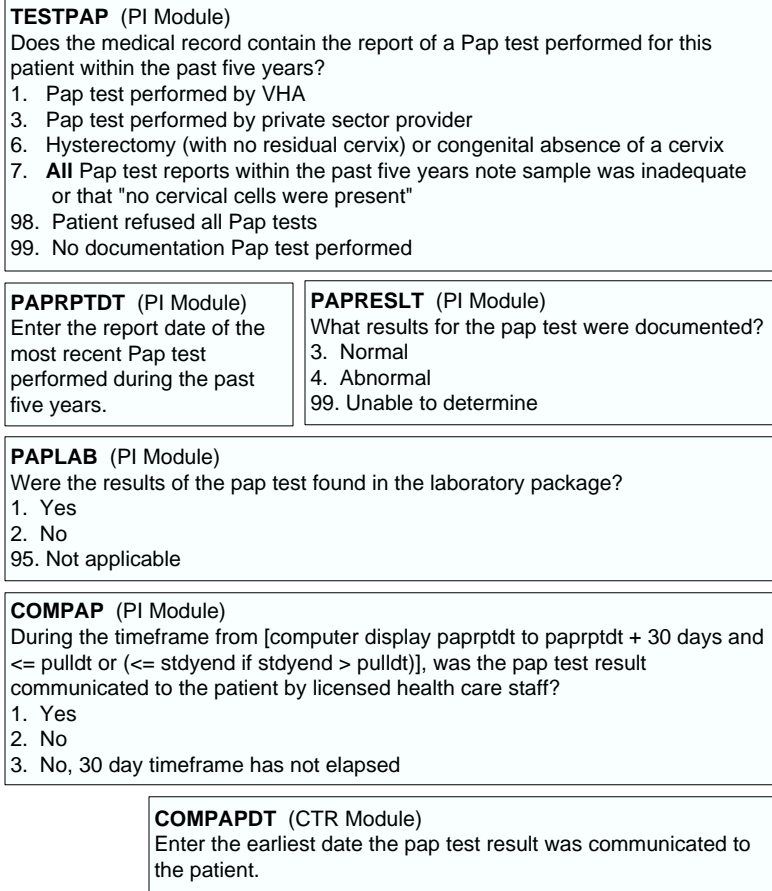 TESTPAP (PI Module)
Does the medical record contain the report of a Pap test performed for this
patient within the past five years?
1. Pap test performed by VHA
3. Pap test performed by private sector provider
6. Hysterectomy (with no residual cervix) or congenital absence of a cervix
7. All Pap test reports within the past five years note sample was inadequate
or that "no cervical cells were present"
98. Patient refused all Pap tests
99. No documentation Pap test performed
PAPRPTDT (PI Module)
Enter the report date of the
most recent Pap test
performed during the past
five years.
PAPRESLT (PI Module)
What results for the pap test were documented?
3. Normal
4. Abnormal
99. Unable to determine
PAPLAB (PI Module)
Were the results of the pap test found in the laboratory package?
1. Yes
2. No
95. Not applicable
COMPAP (PI Module)
During the timeframe from [computer display paprptdt to paprptdt + 30 days and
<= pulldt or (<= stdyend if stdyend > pulldt)], was the pap test result
communicated to the patient by licensed health care staff?
1. Yes
2. No
3. No, 30 day timeframe has not elapsed
COMPAPDT (CTR Module)
Enter the earliest date the pap test result was communicated to
the patient.